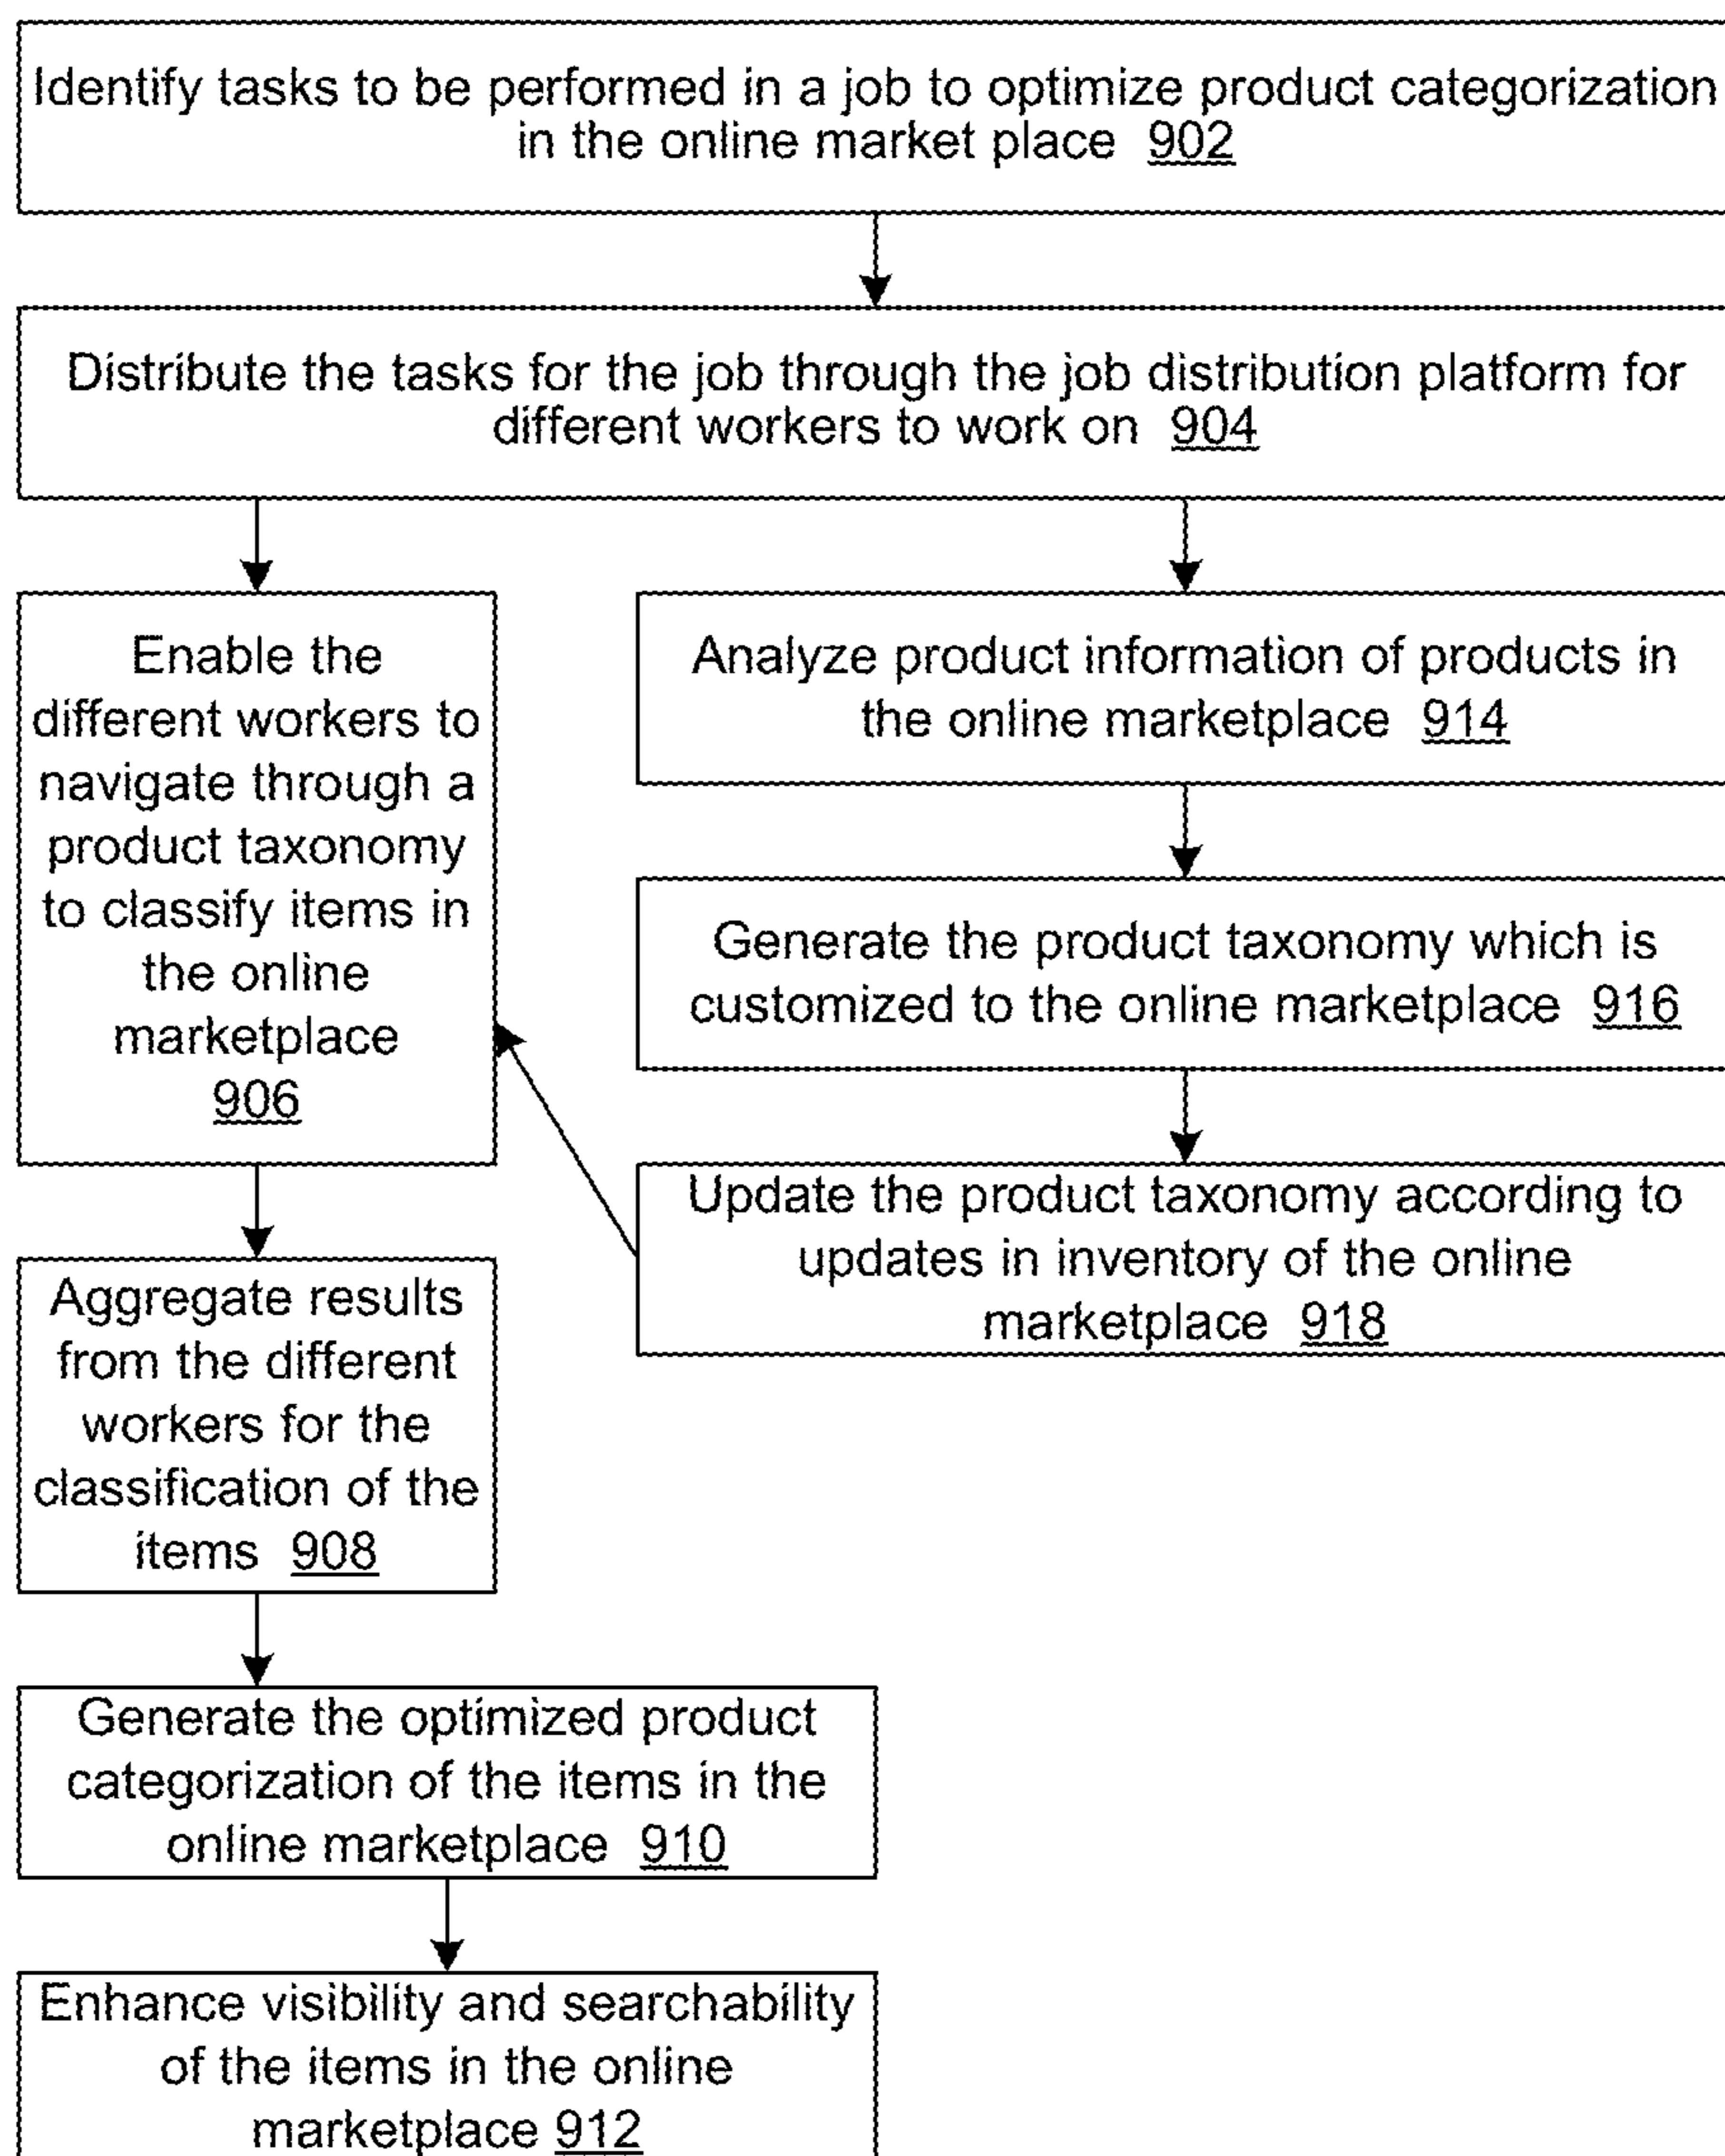 Identify tasks to be performed in a job to optimize product categorization
in the online market place 902
Distribute the tasks for the job through the job distribution platform for
different workers to work on 904
Enable the
different workers to
navigate through a
product taxonomy
to classify items in
the online
marketplace
906
Analyze product information of products in
the online marketplace 914
Generate the product taxonomy which is
customized to the online marketplace 916
Update the product taxonomy according to
updates in inventory of the online
marketplace 918
Aggregate results
from the different
workers for the
classification of the
items 908
Generate the optimized product
categorization of the items in the
online marketplace 910
Enhance visibility and searchability
of the items in the online
marketplace 912